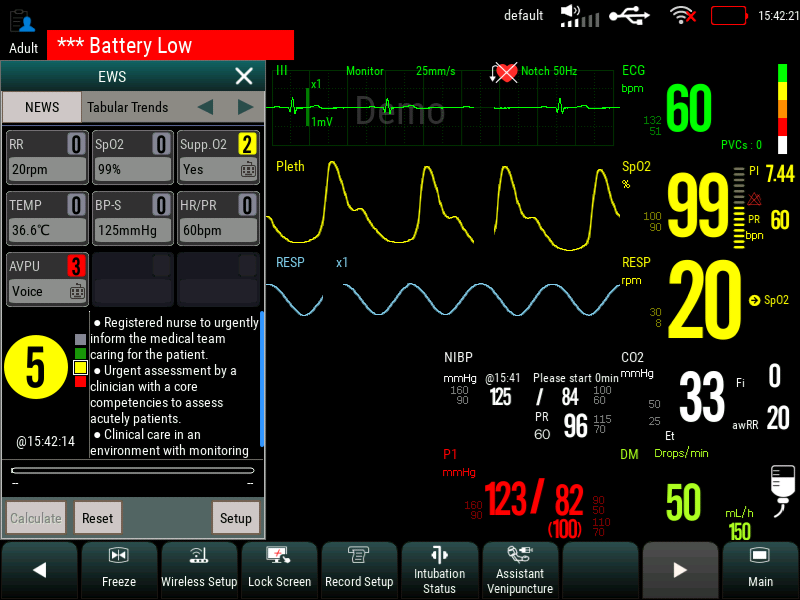 default
15:42:21
Adult
*** Battery Low
EWS
NEWS
Tabular Trends
RR
0
SpO2
0
Supp.O2
2
20rpm
99%
Yes
TEMP
0
BP-S
0
HR/PR
0
36.6℃
125mmHg
60bpm
AVPU
3
Voice
5
@15:42:14
● Registered nurse to urgently
inform the medical team
caring for the patient.
● Urgent assessment by a
clinician with a core
competencies to assess
acutely patients.
● Clinical care in an
environment with monitoring
--
--
Calculate
Reset
Setup
III
Monitor
25mm/s
Notch 50Hz
x1
1mV
Demo
ECG
bpm
132
51
60
PVCs : 0
Pleth
SpO2
%
100
90
99
PI
7.44
PR
bpm
60
RESP
x1
RESP
rpm
30
8
20
SpO2
NIBP
mmHg
@15:41
Please start 0min
160
90
125 / 84
100
60
PR
60
96
115
70
CO2
mmHg
50
25
33
Et
Fi
0
awRR
20
P1
mmHg
160
90
123 / 82
(100)
90
50
110
70
DM
Drops/min
50
mL/h
150
Freeze
Wireless Setup
Lock Screen
Record Setup
Intubation
Status
Assistant
Venipuncture
Main